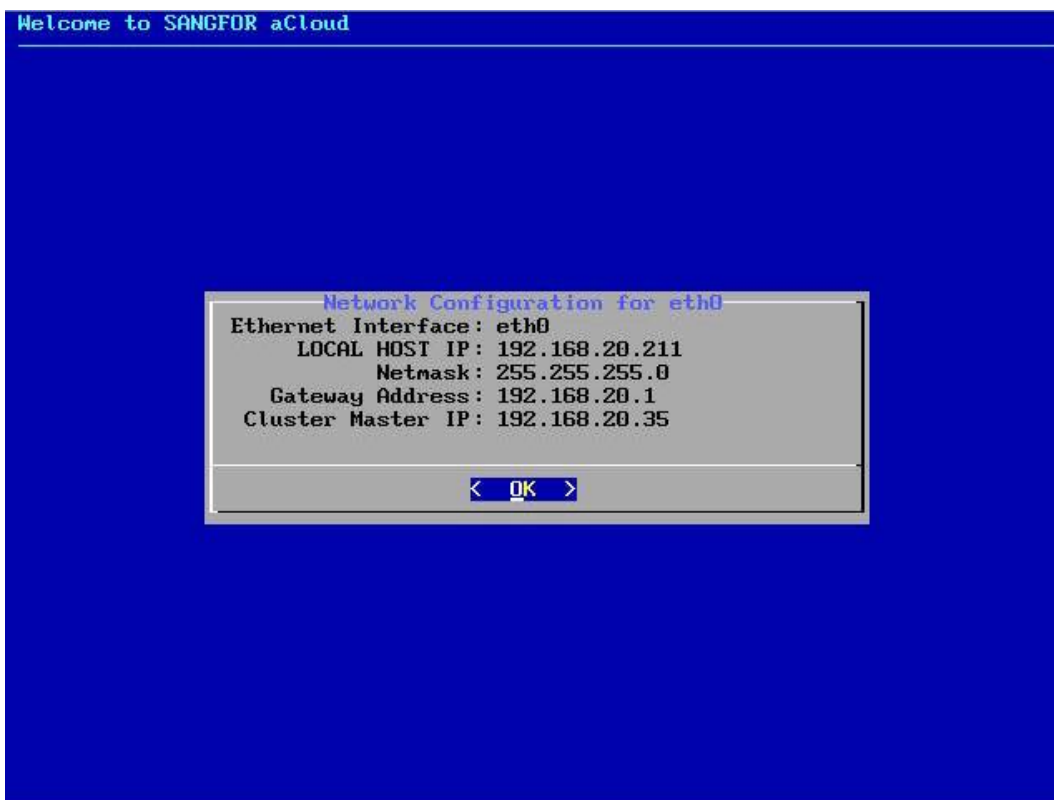 Welcome to SANGFOR aCloud
Network Configuration for eth0
Ethernet Interface: eth0
LOCAL HOST IP: 192.168.20.211
Netmask: 255.255.255.0
Gateway Address: 192.168.20.1
Cluster Master IP: 192.168.20.35
< OK >